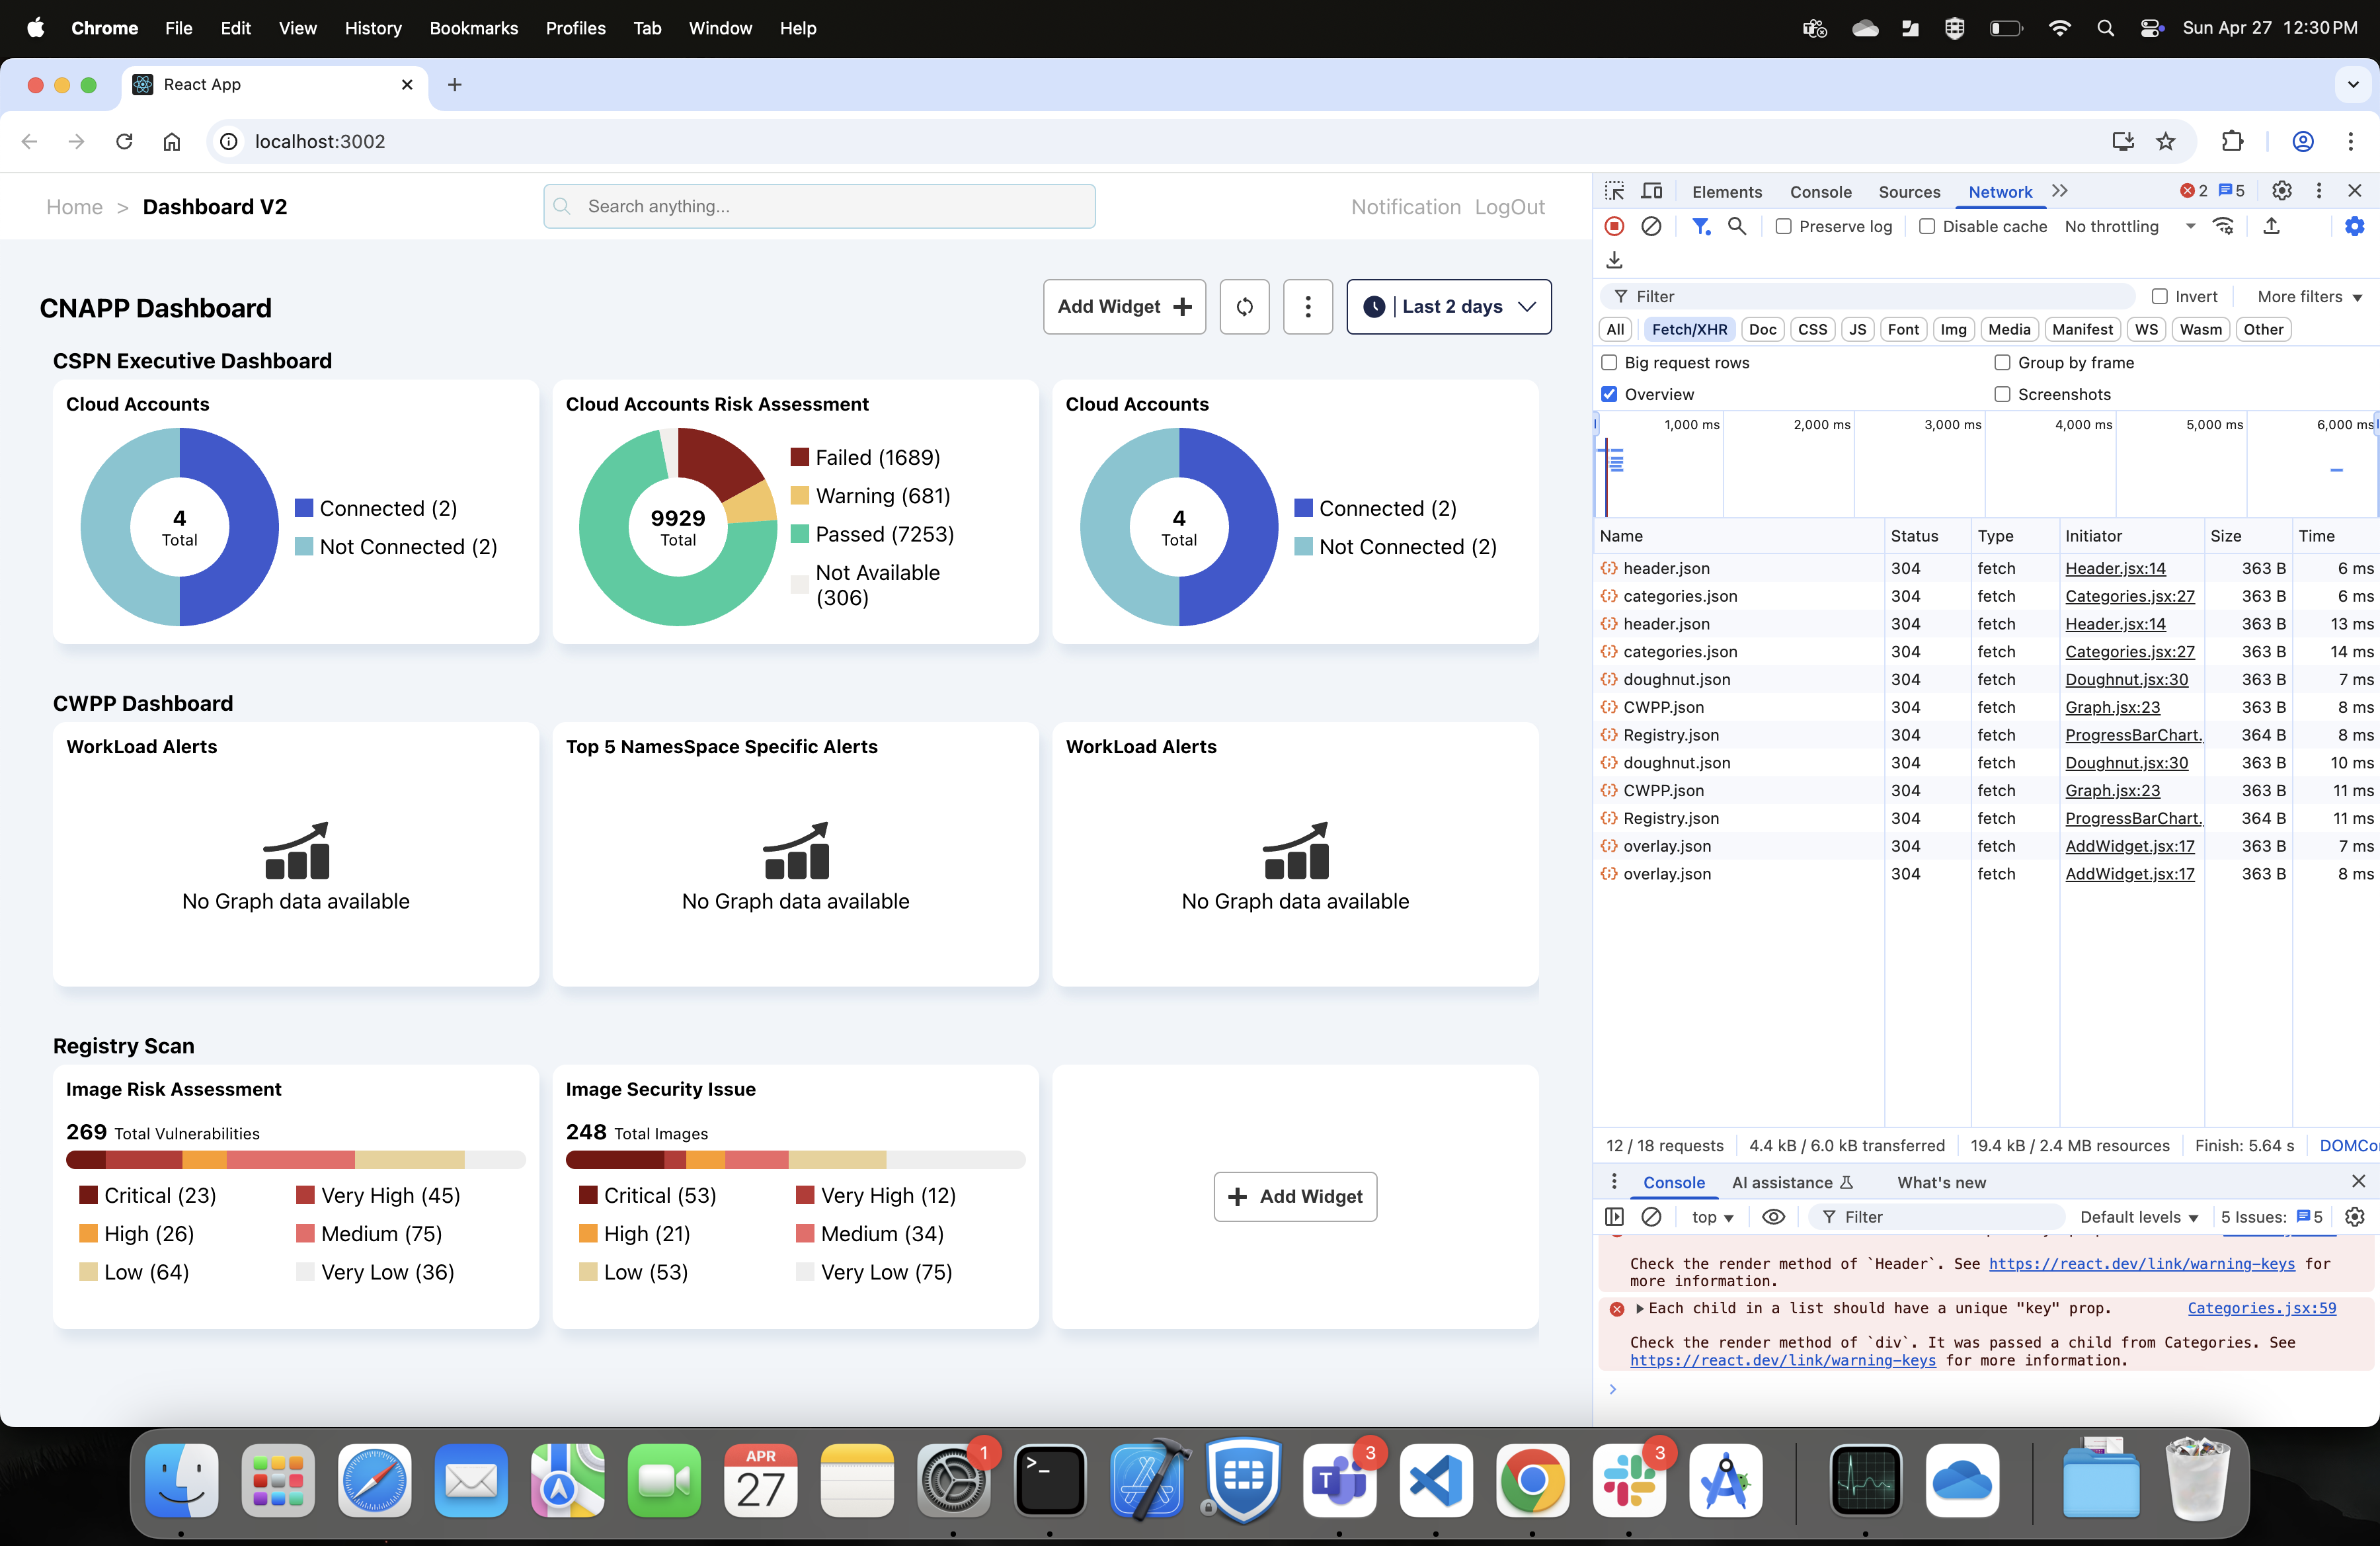 Chrome File Edit View History Bookmarks Profiles Tab Window Help Sun Apr 27 12:30 PM
React App
localhost:3002
Home > Dashboard V2 Search anything... Notification LogOut
CNAPP Dashboard Add Widget + | Last 2 days
CSPN Executive Dashboard
Cloud Accounts
4
Total
Connected (2)
Not Connected (2)
Cloud Accounts Risk Assessment
9929
Total
Failed (1689)
Warning (681)
Passed (7253)
Not Available
(306)
Cloud Accounts
4
Total
Connected (2)
Not Connected (2)
CWPP Dashboard
WorkLoad Alerts
No Graph data available
Top 5 NamesSpace Specific Alerts
No Graph data available
WorkLoad Alerts
No Graph data available
Registry Scan
Image Risk Assessment
269 Total Vulnerabilities
Critical (23) Very High (45)
High (26) Medium (75)
Low (64) Very Low (36)
Image Security Issue
248 Total Images
Critical (53) Very High (12)
High (21) Medium (34)
Low (53) Very Low (75)
+ Add Widget
Elements Console Sources Network >> 2 5
Preserve log Disable cache No throttling
Filter Invert More filters
All Fetch/XHR Doc CSS JS Font Img Media Manifest WS Wasm Other
Big request rows Group by frame
Overview Screenshots
1,000 ms 2,000 ms 3,000 ms 4,000 ms 5,000 ms 6,000 ms
Name Status Type Initiator Size Time
header.json 304 fetch Header.jsx:14 363 B 6 ms
categories.json 304 fetch Categories.jsx:27 363 B 6 ms
header.json 304 fetch Header.jsx:14 363 B 13 ms
categories.json 304 fetch Categories.jsx:27 363 B 14 ms
doughnut.json 304 fetch Doughnut.jsx:30 363 B 7 ms
CWPP.json 304 fetch Graph.jsx:23 363 B 8 ms
Registry.json 304 fetch ProgressBarChart. 364 B 8 ms
doughnut.json 304 fetch Doughnut.jsx:30 363 B 10 ms
CWPP.json 304 fetch Graph.jsx:23 363 B 11 ms
Registry.json 304 fetch ProgressBarChart. 364 B 11 ms
overlay.json 304 fetch AddWidget.jsx:17 363 B 7 ms
overlay.json 304 fetch AddWidget.jsx:17 363 B 8 ms
12 / 18 requests 4.4 kB / 6.0 kB transferred 19.4 kB / 2.4 MB resources Finish: 5.64 s DOMCo
Console AI assistance What's new
top Filter Default levels 5 Issues: 5
Check the render method of `Header`. See https://react.dev/link/warning-keys for
more information.
Each child in a list should have a unique "key" prop. Categories.jsx:59
Check the render method of `div`. It was passed a child from Categories. See
https://react.dev/link/warning-keys for more information.
>
APR
27
1
>_
T
3
3